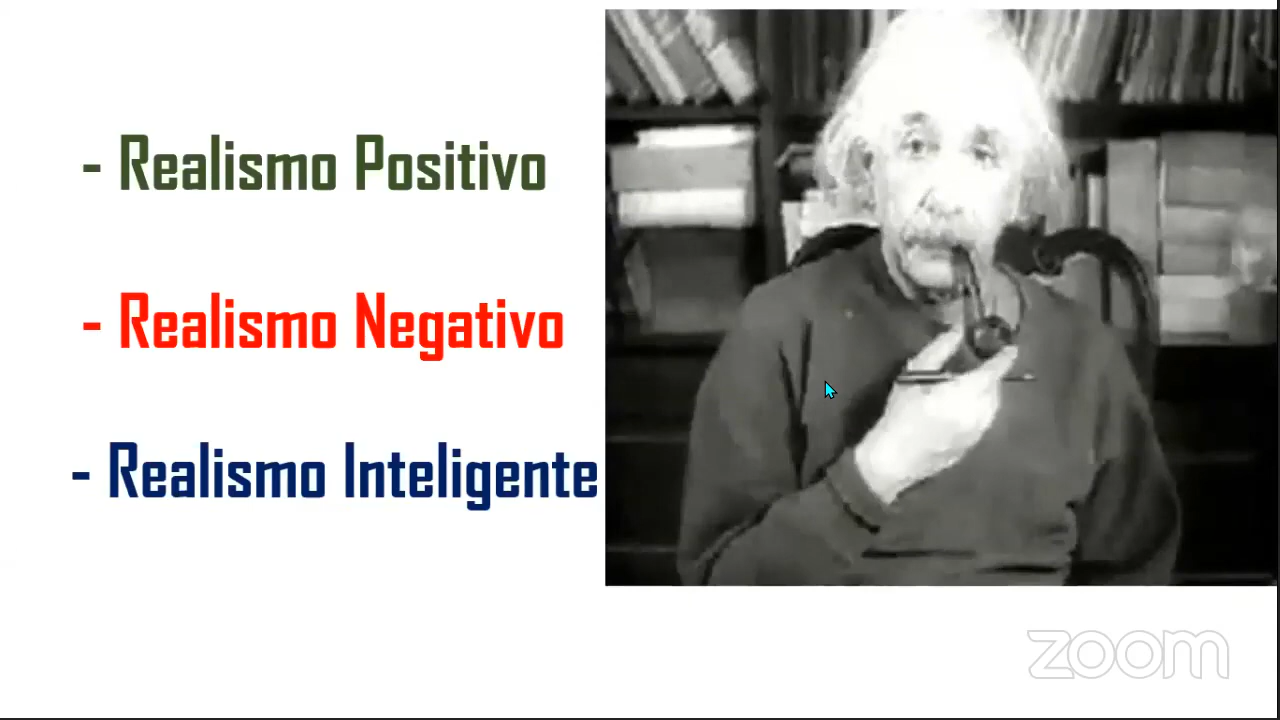 - Realismo Positivo
- Realismo Negativo
- Realismo Inteligente
zoom